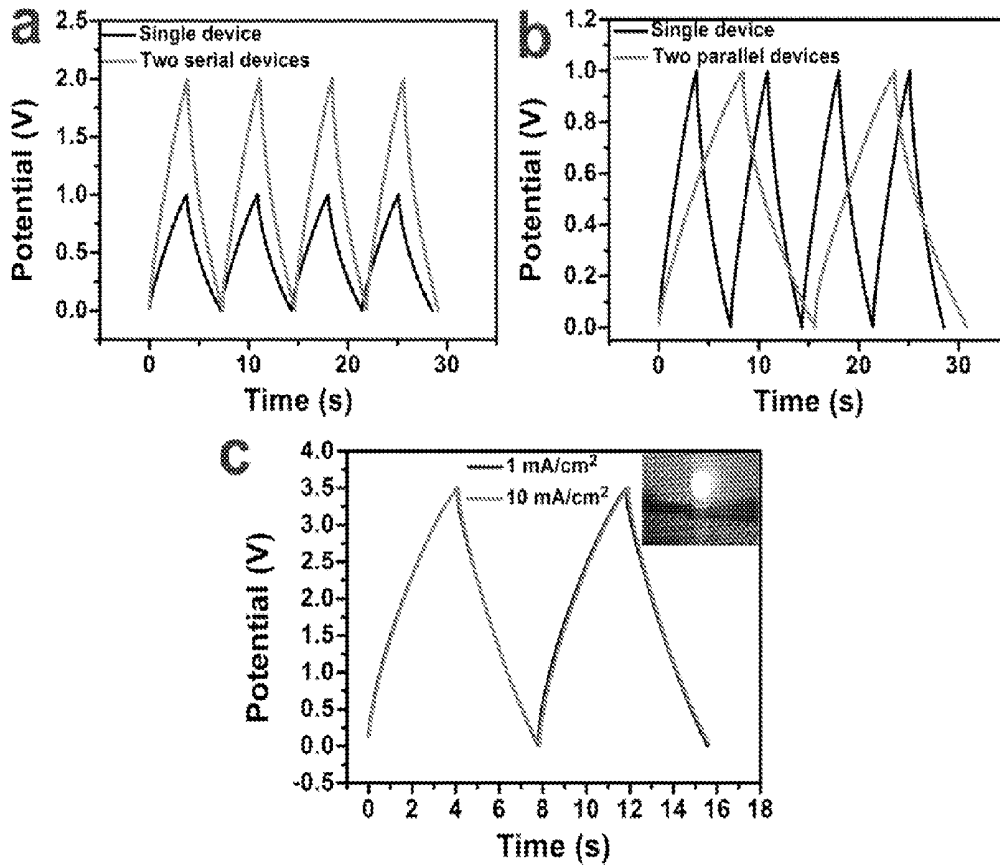 a
2.5
2.0
1.5
1.0
0.5
0.0
Potential (V)
Single device
Two serial devices
0 10 20 30
Time (s)
b
1.2
1.0
0.8
0.6
0.4
0.2
0.0
Potential (V)
Single device
Two parallel devices
0 10 20 30
Time (s)
c
4.0
3.5
3.0
2.5
2.0
1.5
1.0
0.5
0.0
-0.5
Potential (V)
1 mA/cm²
10 mA/cm²
0 2 4 6 8 10 12 14 16 18
Time (s)